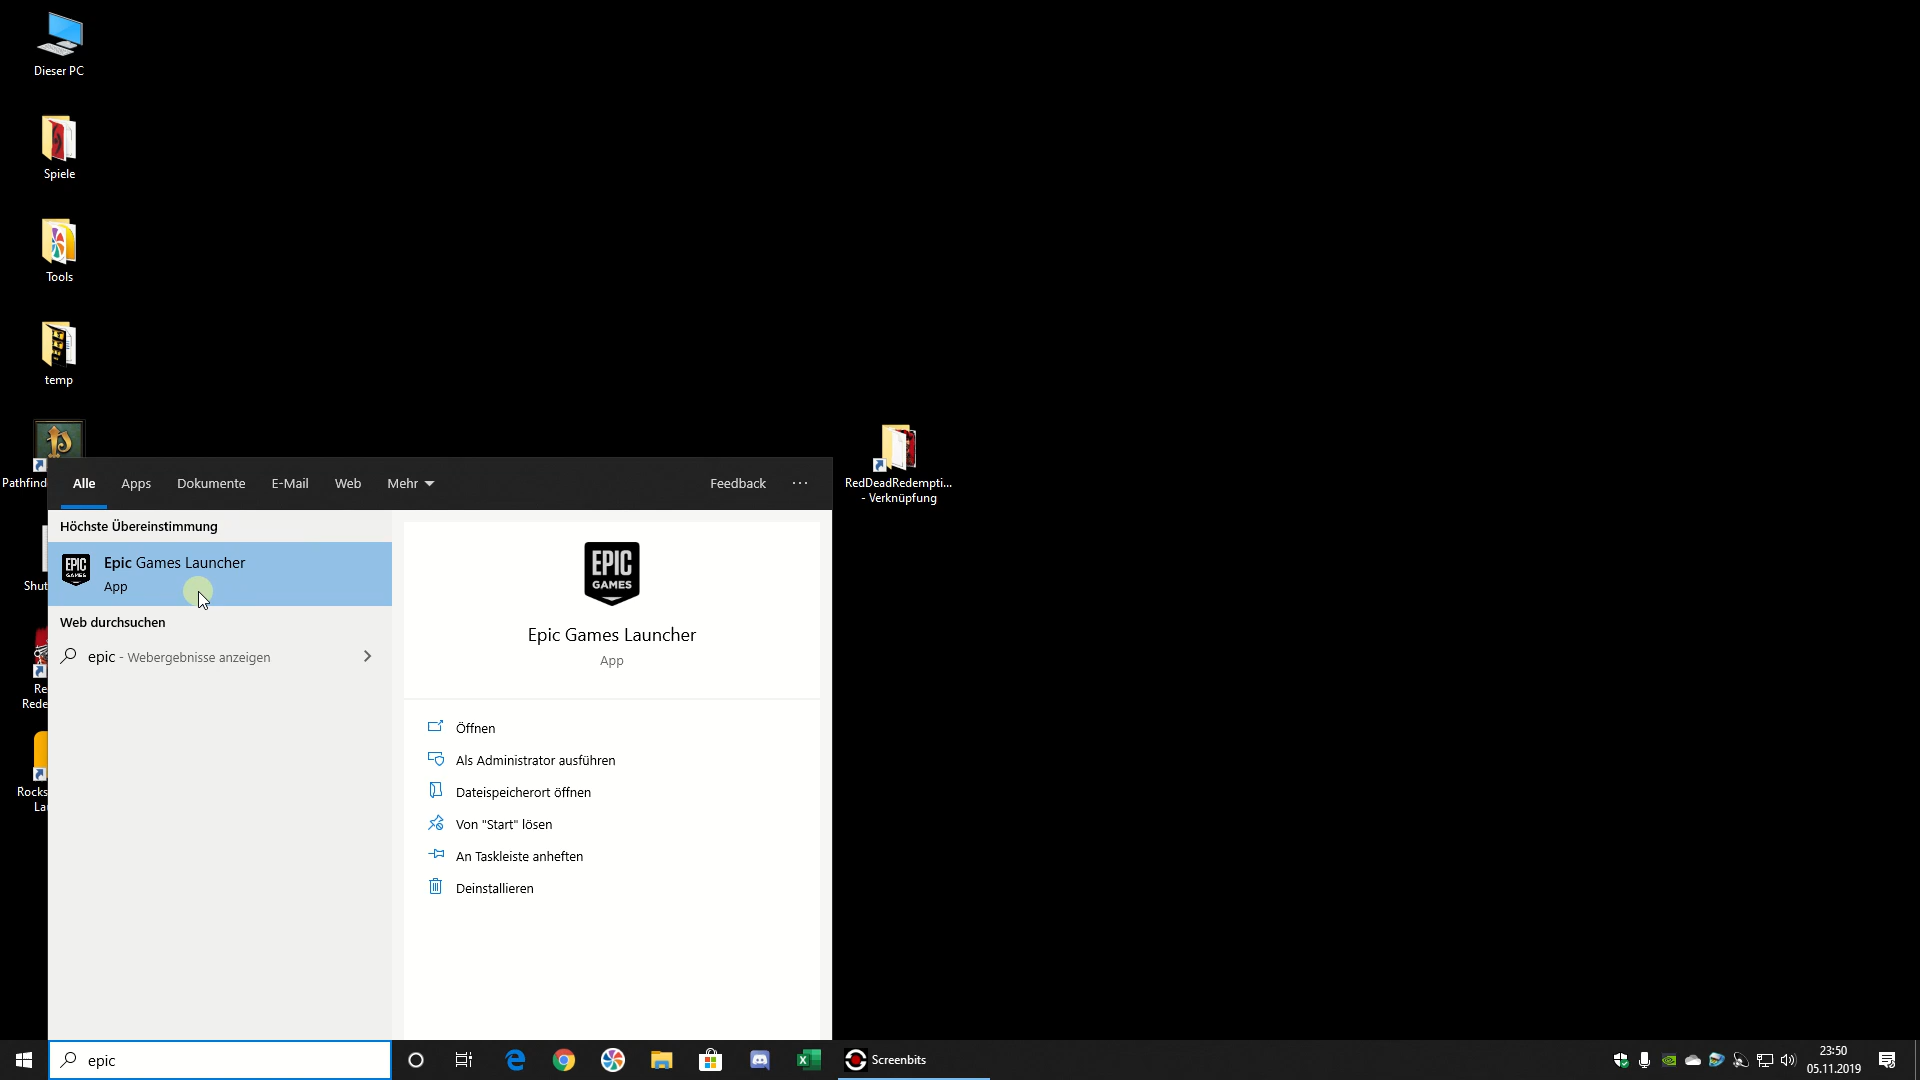 Dieser PC
Spiele
Tools
temp
Pathfind
Shut
Re
Rede
Rocks
La
RedDeadRedempti...
- Verknüpfung
Alle Apps Dokumente E-Mail Web Mehr Feedback ...
Höchste Übereinstimmung
EPIC GAMES
Epic Games Launcher
App
Web durchsuchen
epic - Webergebnisse anzeigen
EPIC
GAMES
Epic Games Launcher
App
Öffnen
Als Administrator ausführen
Dateispeicherort öffnen
Von "Start" lösen
An Taskleiste anheften
Deinstallieren
epic
Screenbits
23:50
05.11.2019